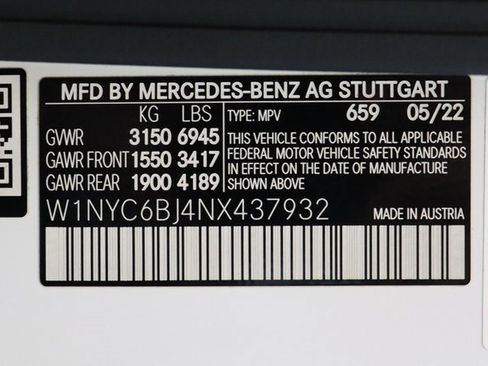 MFD BY MERCEDES-BENZ AG STUTTGART
KG LBS TYPE: MPV 659 05/22
GVWR 3150 6945
GAWR FRONT 1550 3417
GAWR REAR 1900 4189
THIS VEHICLE CONFORMS TO ALL APPLICABLE
FEDERAL MOTOR VEHICLE SAFETY STANDARDS
IN EFFECT ON THE DATE OF MANUFACTURE
SHOWN ABOVE
W1NYC6BJ4NX437932 MADE IN AUSTRIA